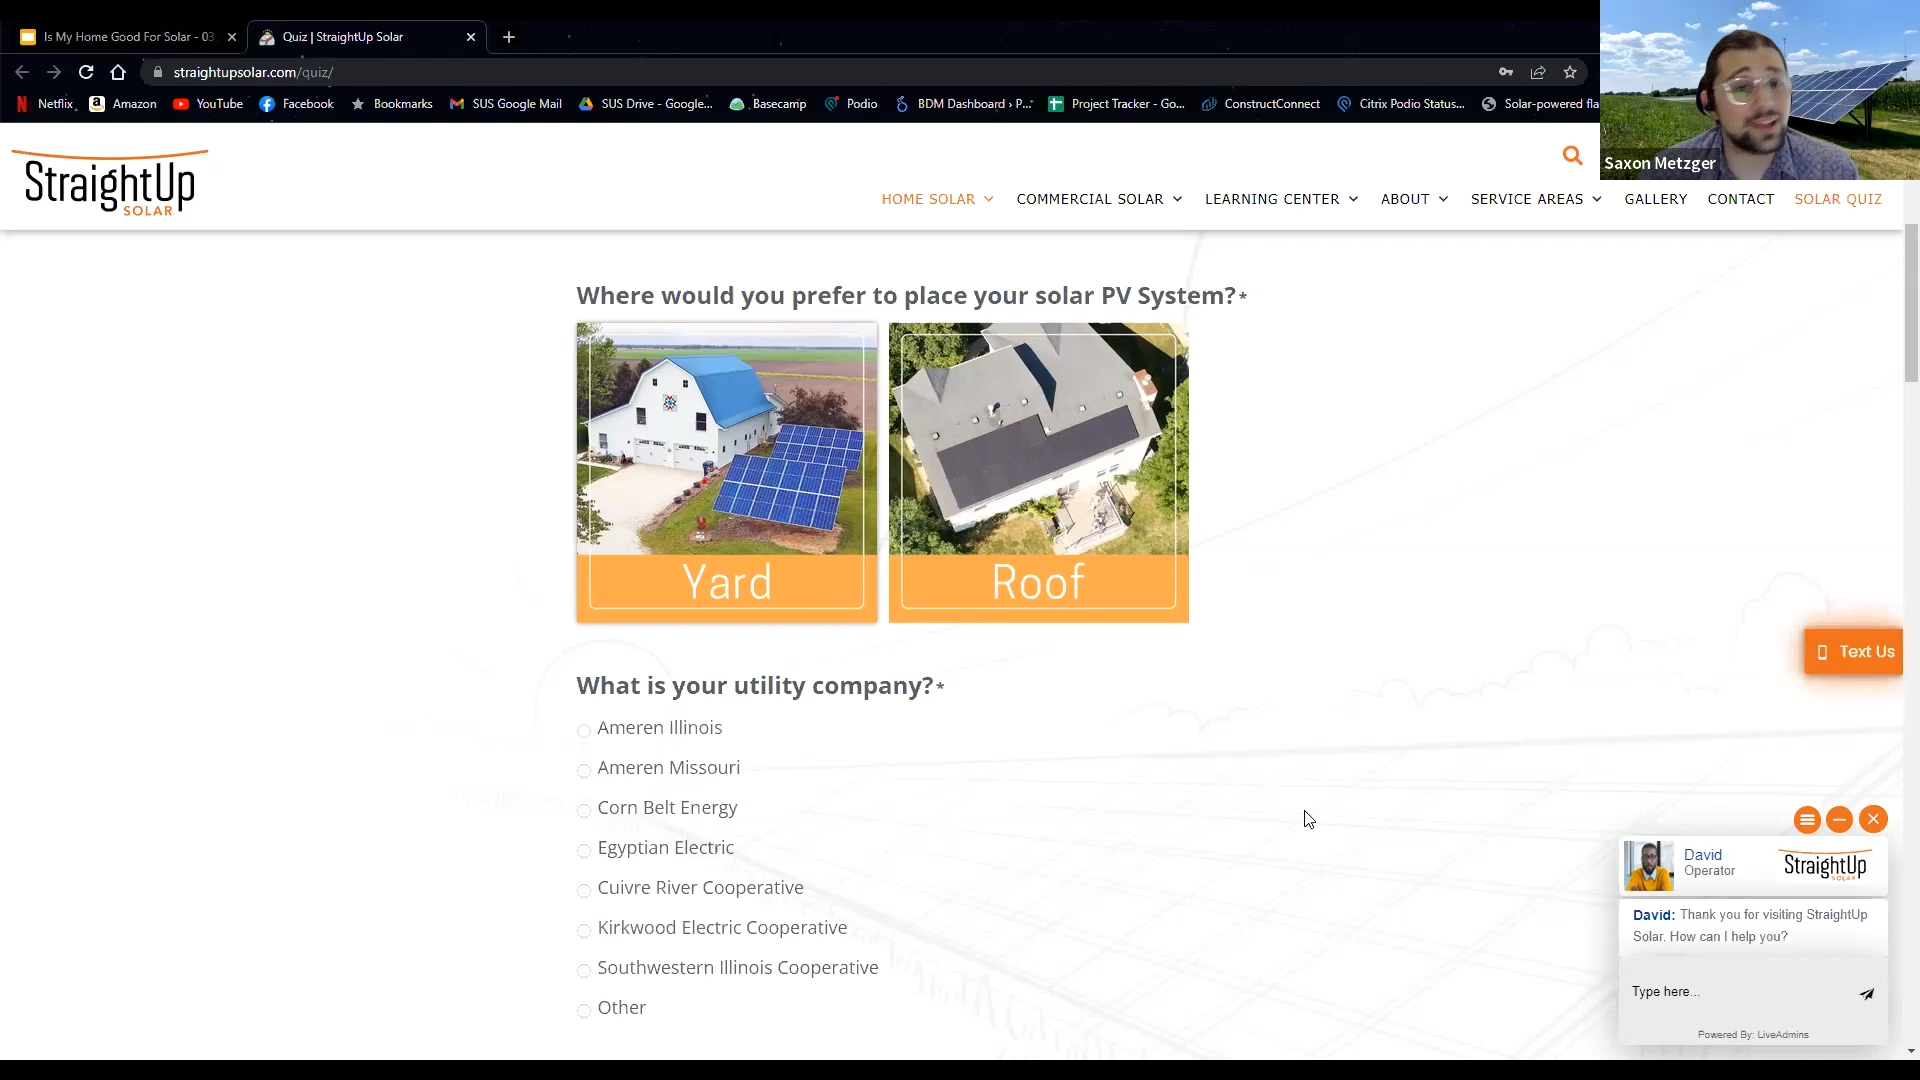 Is My Home Good For Solar - 03
Quiz | StraightUp Solar
straightupsolar.com/quiz/
Netflix
Amazon
YouTube
Facebook
Bookmarks
SUS Google Mail
SUS Drive - Google...
Basecamp
Podio
BDM Dashboard › P...
Project Tracker - Go...
ConstructConnect
Citrix Podio Status...
Solar-powered fla
Saxon Metzger
StraightUp
SOLAR
HOME SOLAR
COMMERCIAL SOLAR
LEARNING CENTER
ABOUT
SERVICE AREAS
GALLERY
CONTACT
SOLAR QUIZ
Where would you prefer to place your solar PV System?*
Yard
Roof
What is your utility company?*
Ameren Illinois
Ameren Missouri
Corn Belt Energy
Egyptian Electric
Cuivre River Cooperative
Kirkwood Electric Cooperative
Southwestern Illinois Cooperative
Other
Text Us
David
Operator
StraightUp
SOLAR
David: Thank you for visiting StraightUp
Solar. How can I help you?
Type here...
Powered By: LiveAdmins